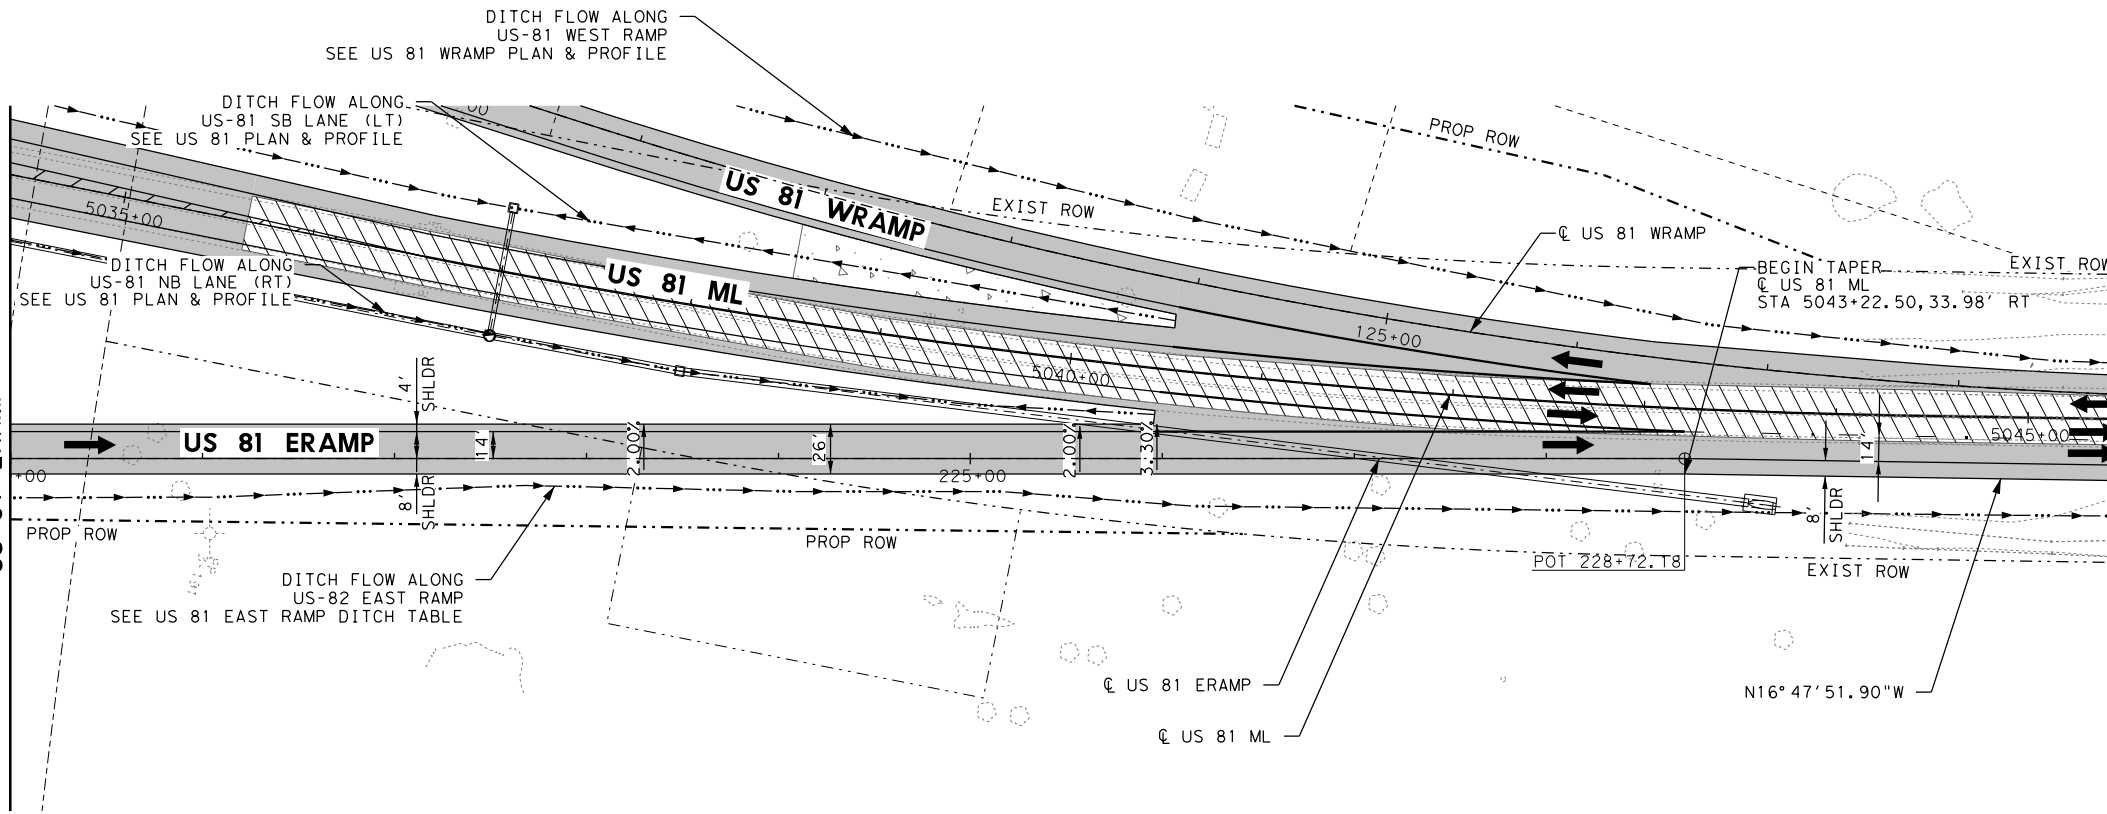 DITCH FLOW ALONG
US-81 WEST RAMP
SEE US 81 WRAMP PLAN & PROFILE
DITCH FLOW ALONG
US-81 SB LANE (LT)
SEE US 81 PLAN & PROFILE
PROP ROW
US 81 WRAMP
EXIST ROW
5035+00
℄ US 81 WRAMP
DITCH FLOW ALONG
US-81 NB LANE (RT)
SEE US 81 PLAN & PROFILE
US 81 ML
BEGIN TAPER
℄ US 81 ML
STA 5043+22.50,33.98' RT
EXIST ROW
125+00
5040+00
4'
SHLDR
US 81 ERAMP
14'
2.00%
26'
2.00%
3.30%
14'
5045+00
+00
225+00
8'
SHLDR
8'
SHLDR
PROP ROW
PROP ROW
POT 228+72.18
EXIST ROW
DITCH FLOW ALONG
US-82 EAST RAMP
SEE US 81 EAST RAMP DITCH TABLE
℄ US 81 ERAMP
N16°47'51.90"W
℄ US 81 ML